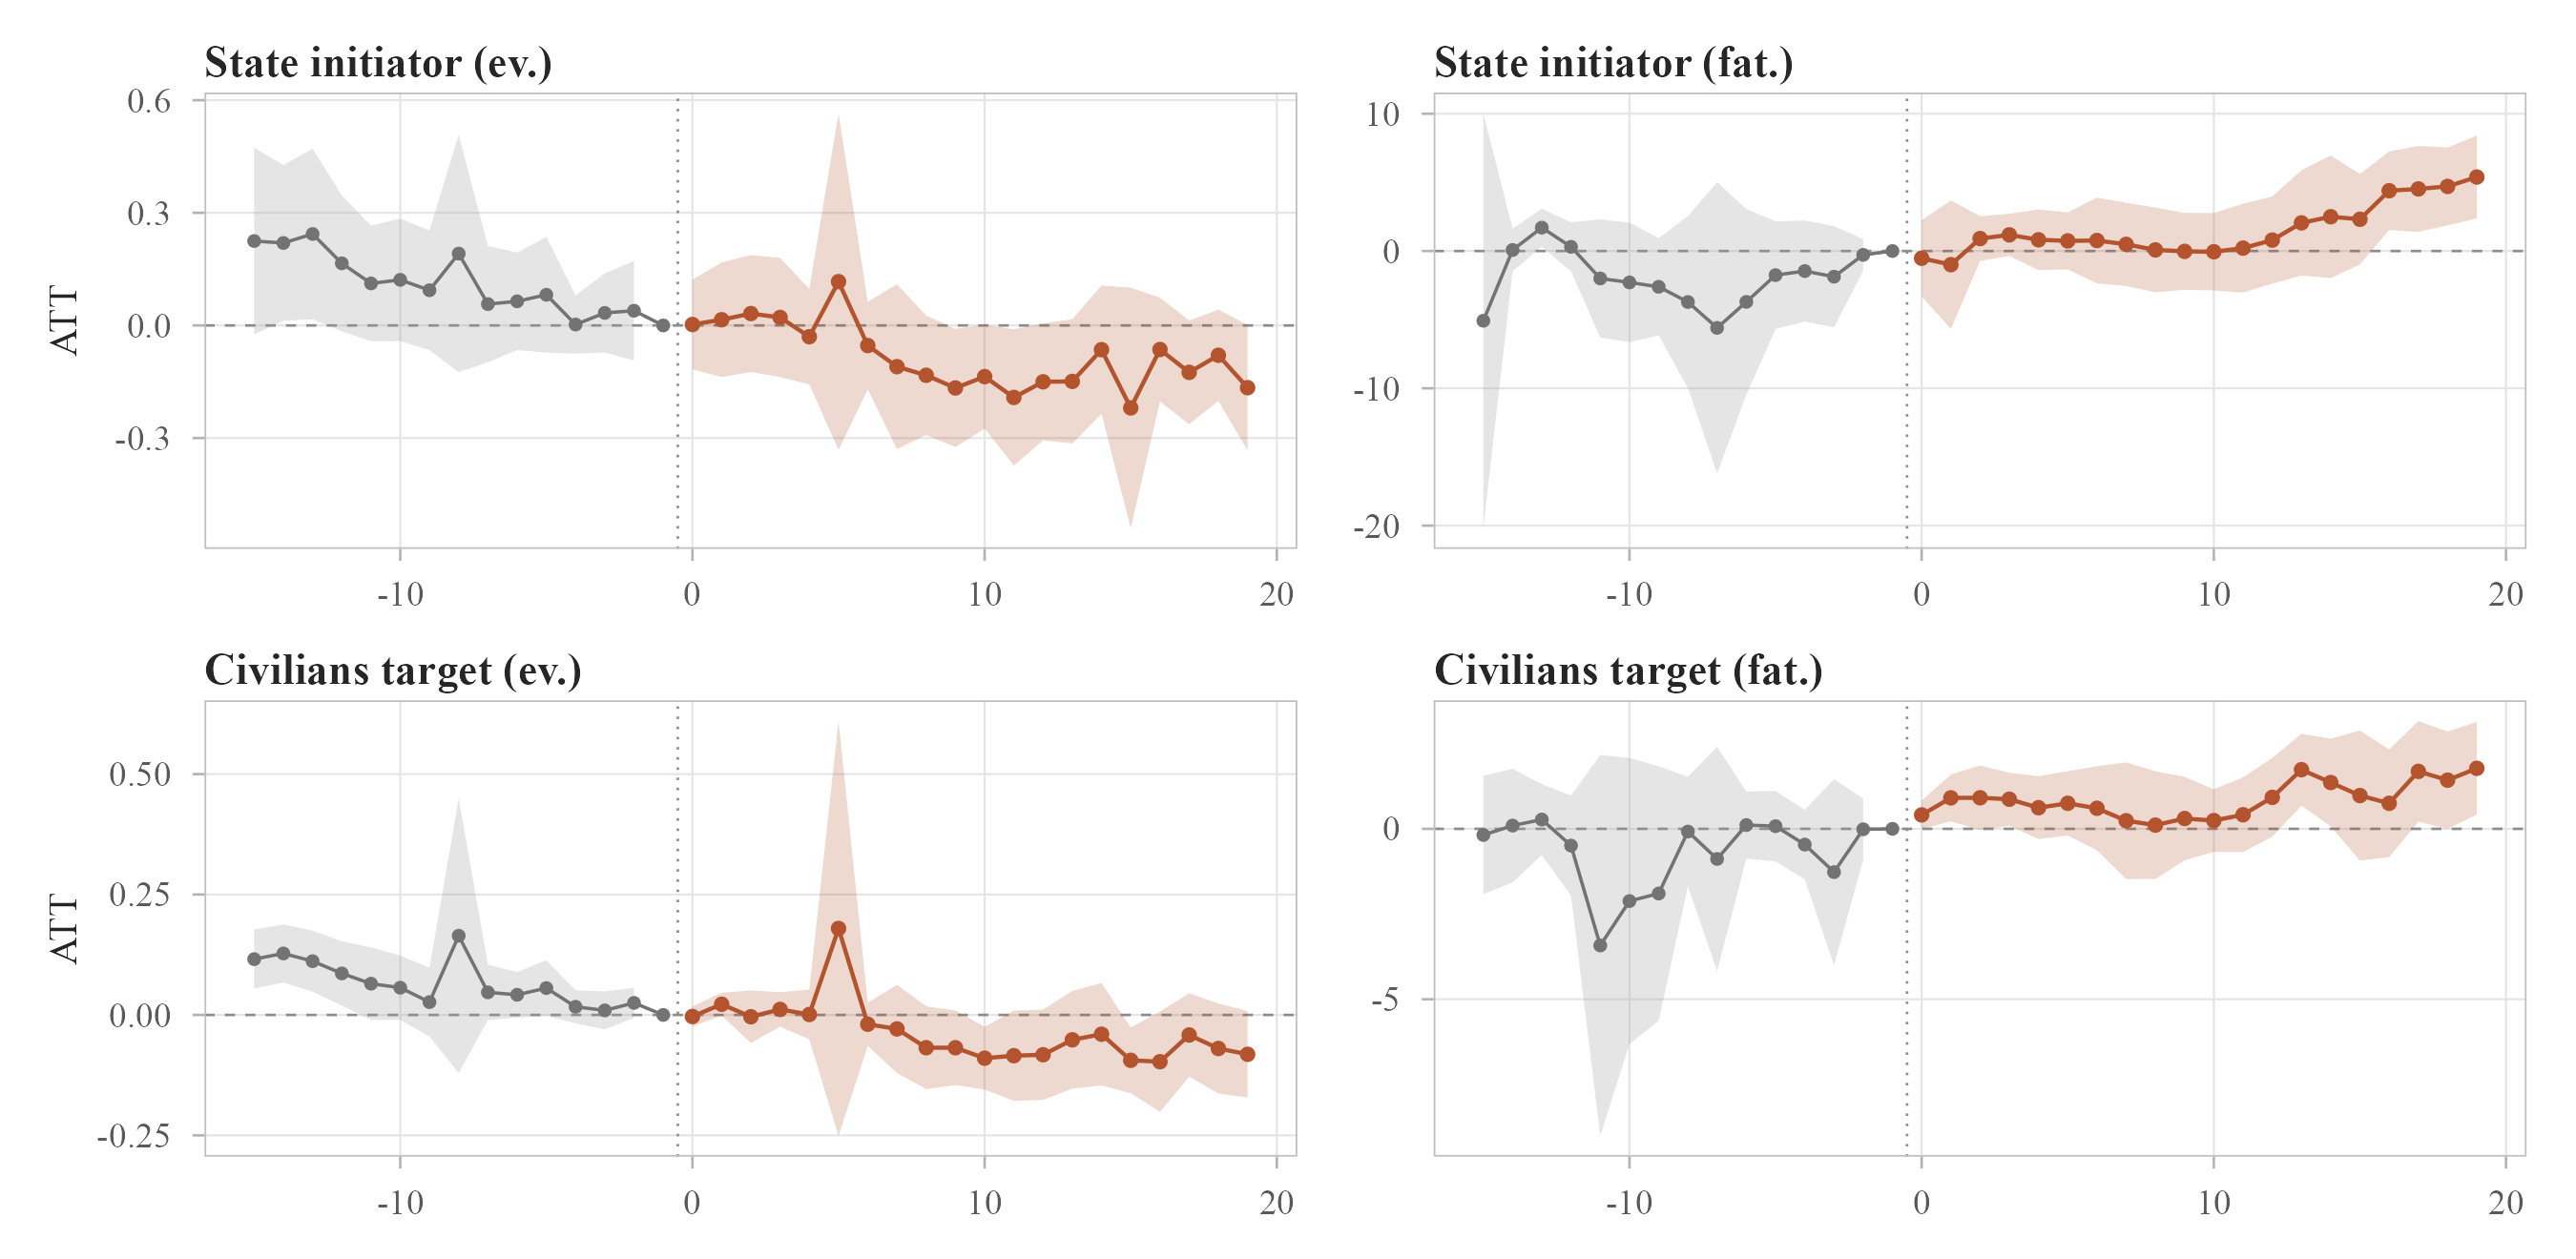 State initiator (ev.)
0.6
0.3
0.0
-0.3
ATT
-10 0 10 20
State initiator (fat.)
10
0
-10
-20
-10 0 10 20
Civilians target (ev.)
0.50
0.25
0.00
-0.25
ATT
-10 0 10 20
Civilians target (fat.)
0
-5
-10 0 10 20